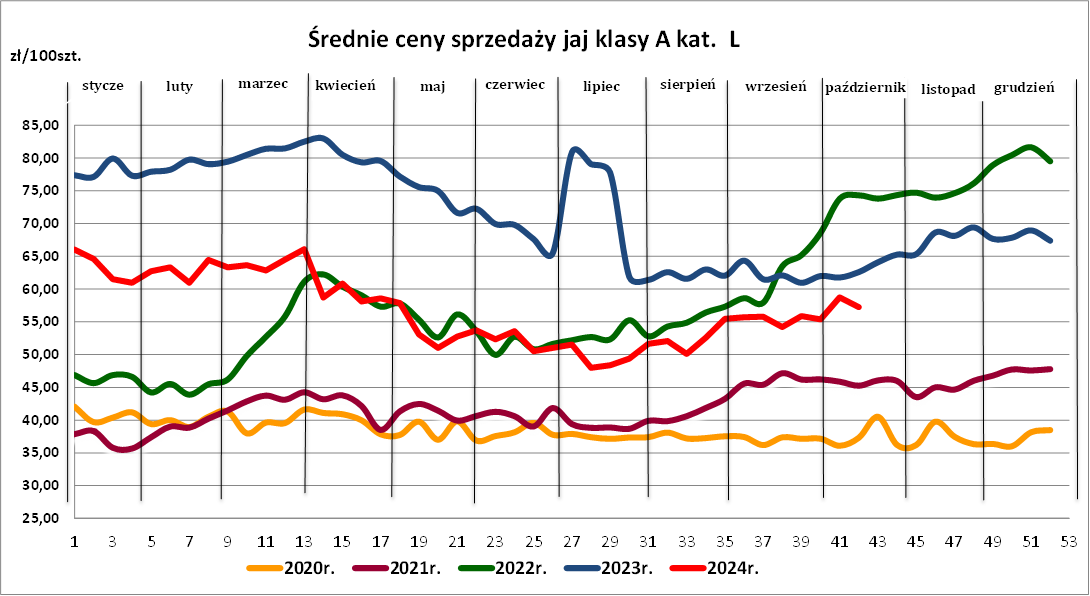 Średnie ceny sprzedaży jaj klasy A kat. L
zł/100szt.
stycze luty marzec kwiecień maj czerwiec lipiec sierpień wrzesień październik listopad grudzień
85,00
80,00
75,00
70,00
65,00
60,00
55,00
50,00
45,00
40,00
35,00
30,00
25,00
1 3 5 7 9 11 13 15 17 19 21 23 25 27 29 31 33 35 37 39 41 43 45 47 49 51 53
2020r. 2021r. 2022r. 2023r. 2024r.